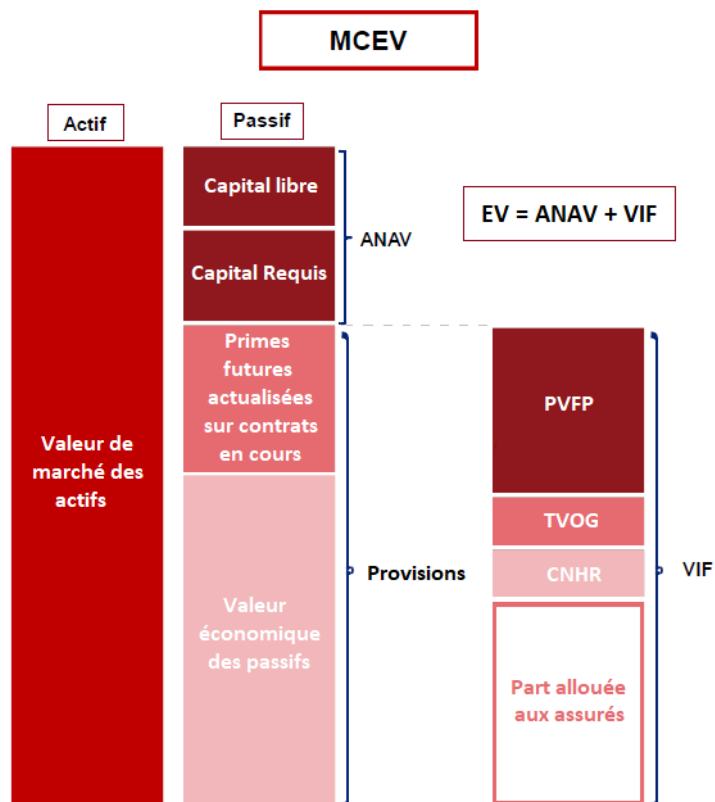 MCEV
Actif
Passif
Capital libre
ANAV
EV = ANAV + VIF
Capital Requis
Primes
futures
actualisées
sur contrats
en cours
PVFP
Valeur de
marché des
actifs
TVOG
Provisions
CNHR
VIF
Valeur
économique
des passifs
Part allouée
aux assurés